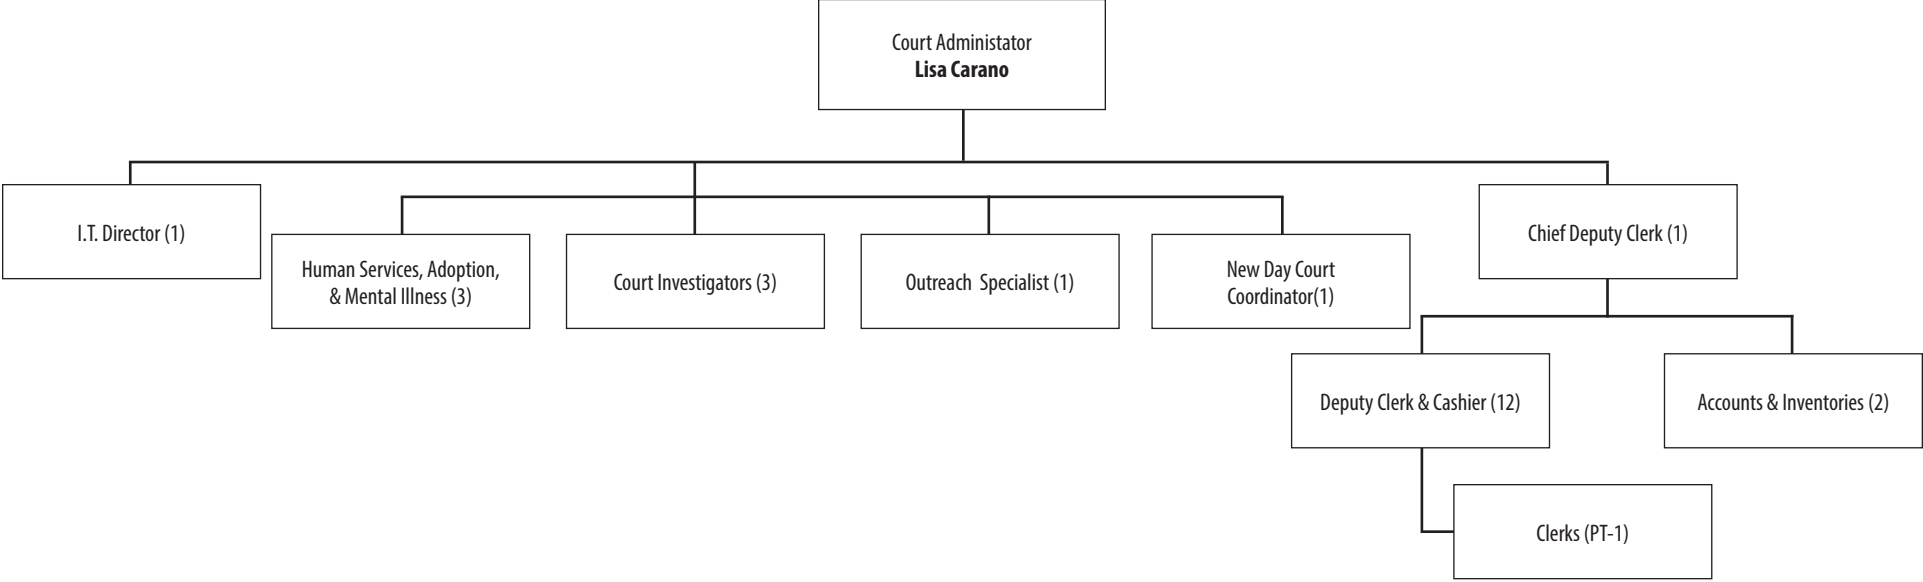 Court Administator
Lisa Carano
I.T. Director (1)
Human Services, Adoption,
& Mental Illness (3)
Court Investigators (3)
Outreach  Specialist (1)
New Day Court
Coordinator(1)
Chief Deputy Clerk (1)
Deputy Clerk & Cashier (12)
Accounts & Inventories (2)
Clerks (PT-1)